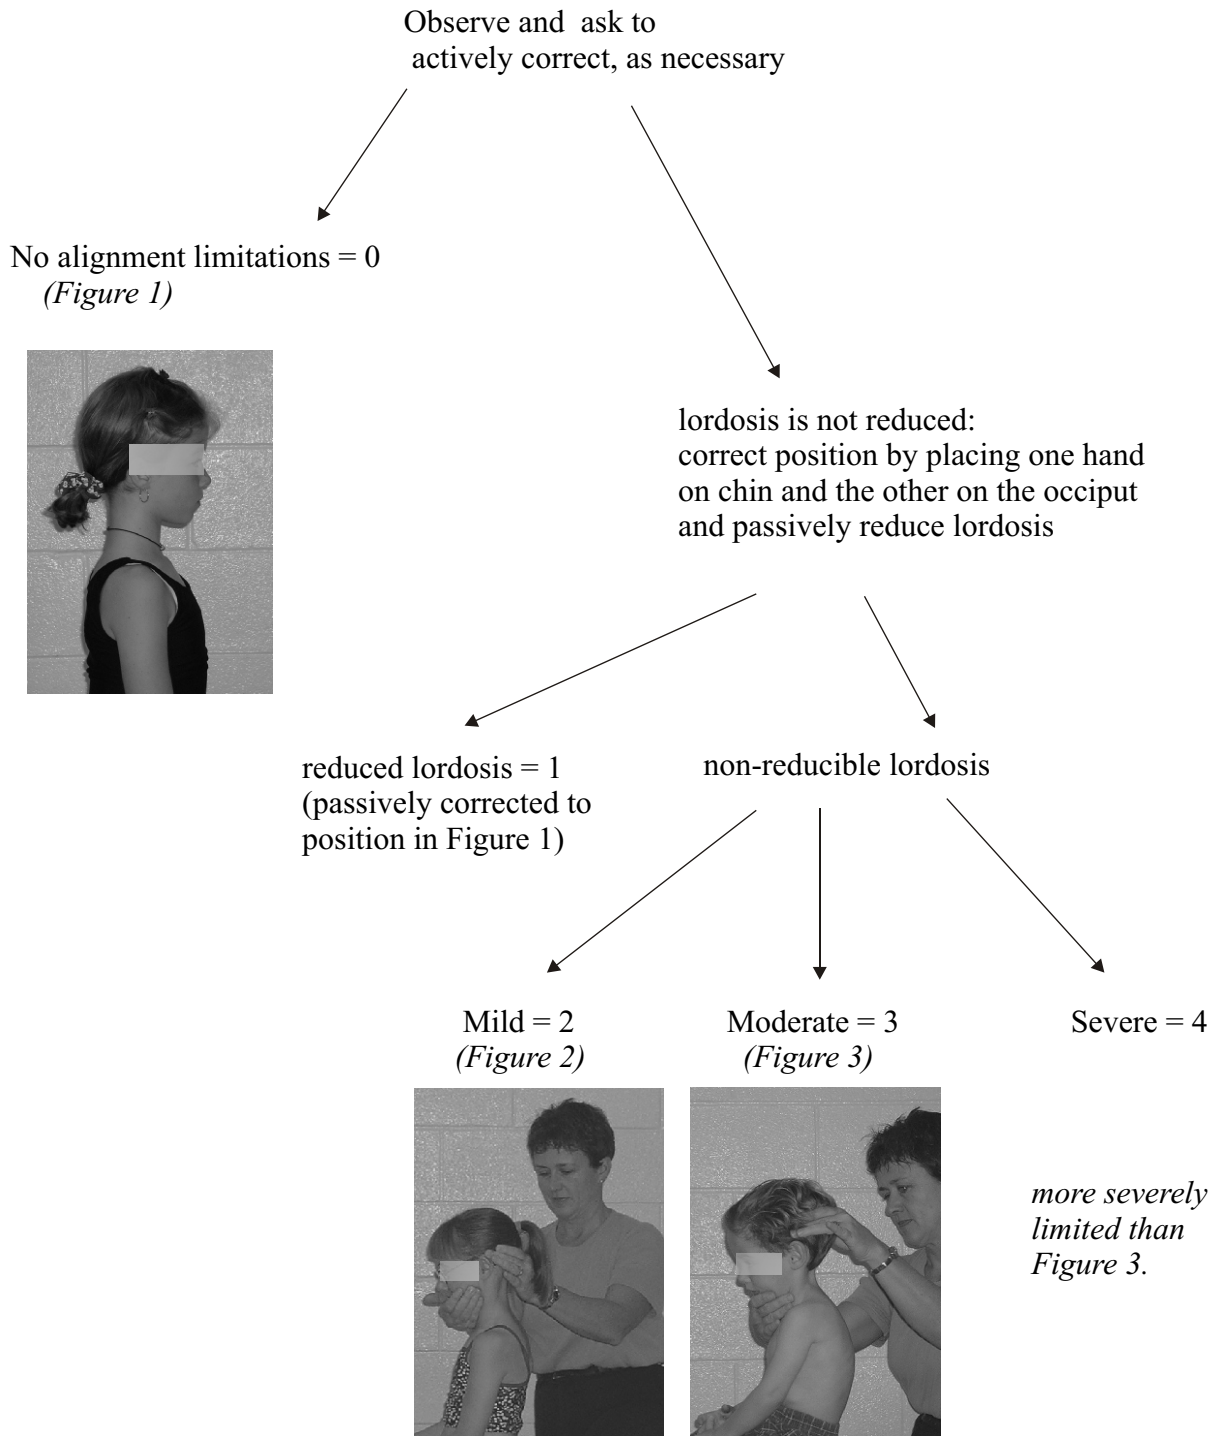 Observe and ask to
actively correct, as necessary
No alignment limitations = 0
(Figure 1)
lordosis is not reduced:
correct position by placing one hand
on chin and the other on the occiput
and passively reduce lordosis
reduced lordosis = 1
(passively corrected to
position in Figure 1)
non-reducible lordosis
Mild = 2
(Figure 2)
Moderate = 3
(Figure 3)
Severe = 4
more severely
limited than
Figure 3.